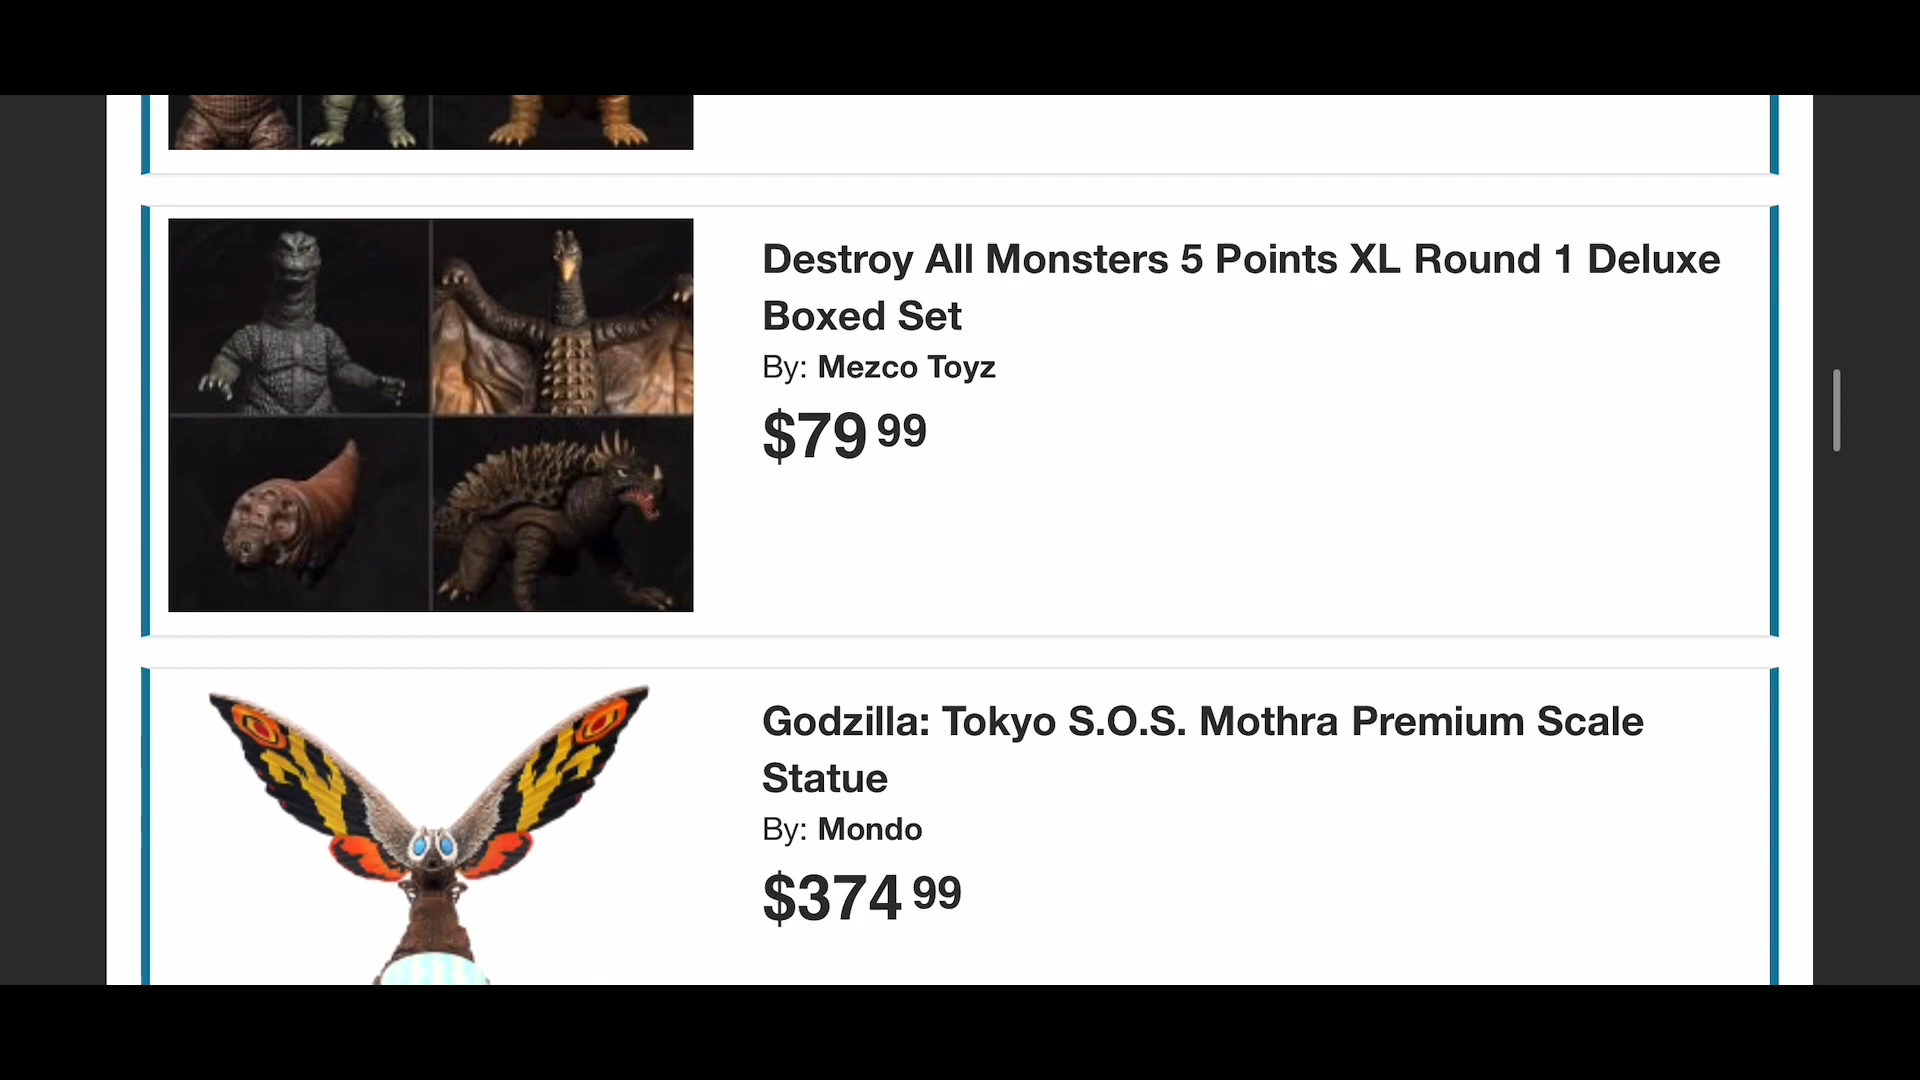 Destroy All Monsters 5 Points XL Round 1 Deluxe
Boxed Set
By: Mezco Toyz
$79 99
Godzilla: Tokyo S.O.S. Mothra Premium Scale
Statue
By: Mondo
$374 99